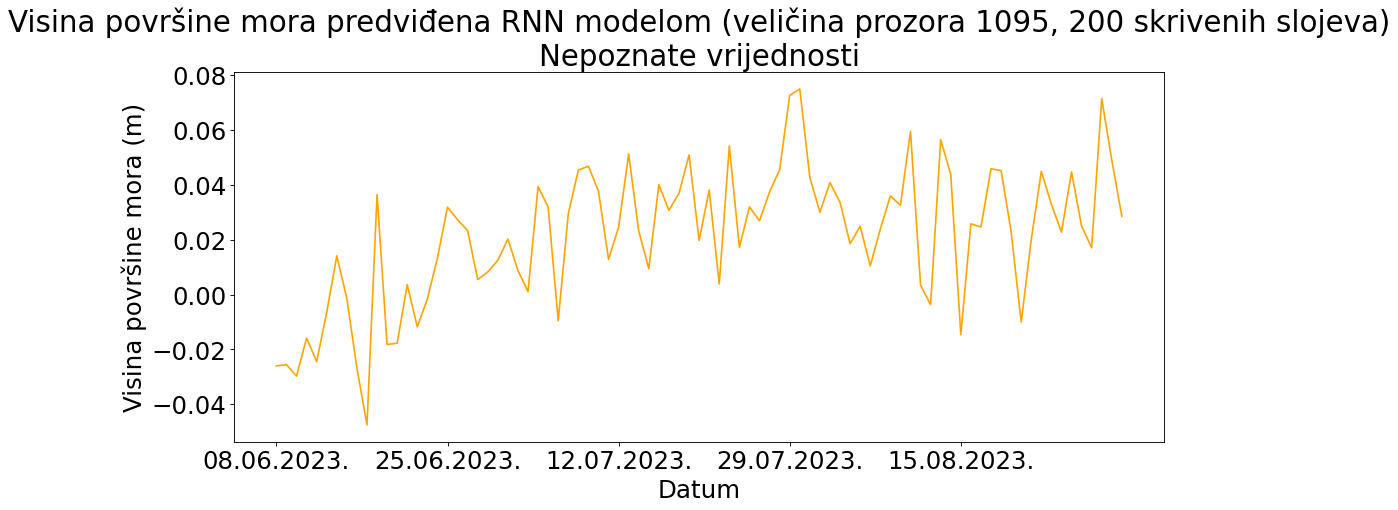 Visina površine mora predviđena RNN modelom (veličina prozora 1095, 200 skrivenih slojeva)
Nepoznate vrijednosti
Visina površine mora (m)
0.08
0.06
0.04
0.02
0.00
−0.02
−0.04
08.06.2023. 25.06.2023. 12.07.2023. 29.07.2023. 15.08.2023.
Datum